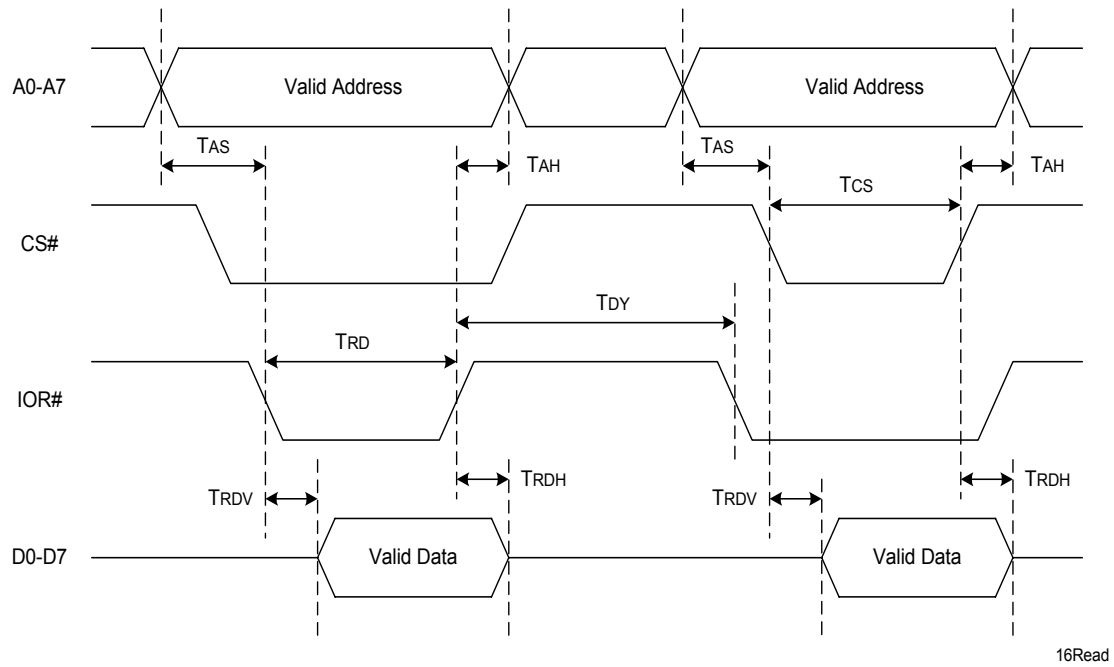 A0-A7
Valid Address
Valid Address
TAS
TAH
TAS
TAH
TCS
CS#
TDY
TRD
IOR#
TRDV
TRDH
TRDV
TRDH
D0-D7
Valid Data
Valid Data
16Read